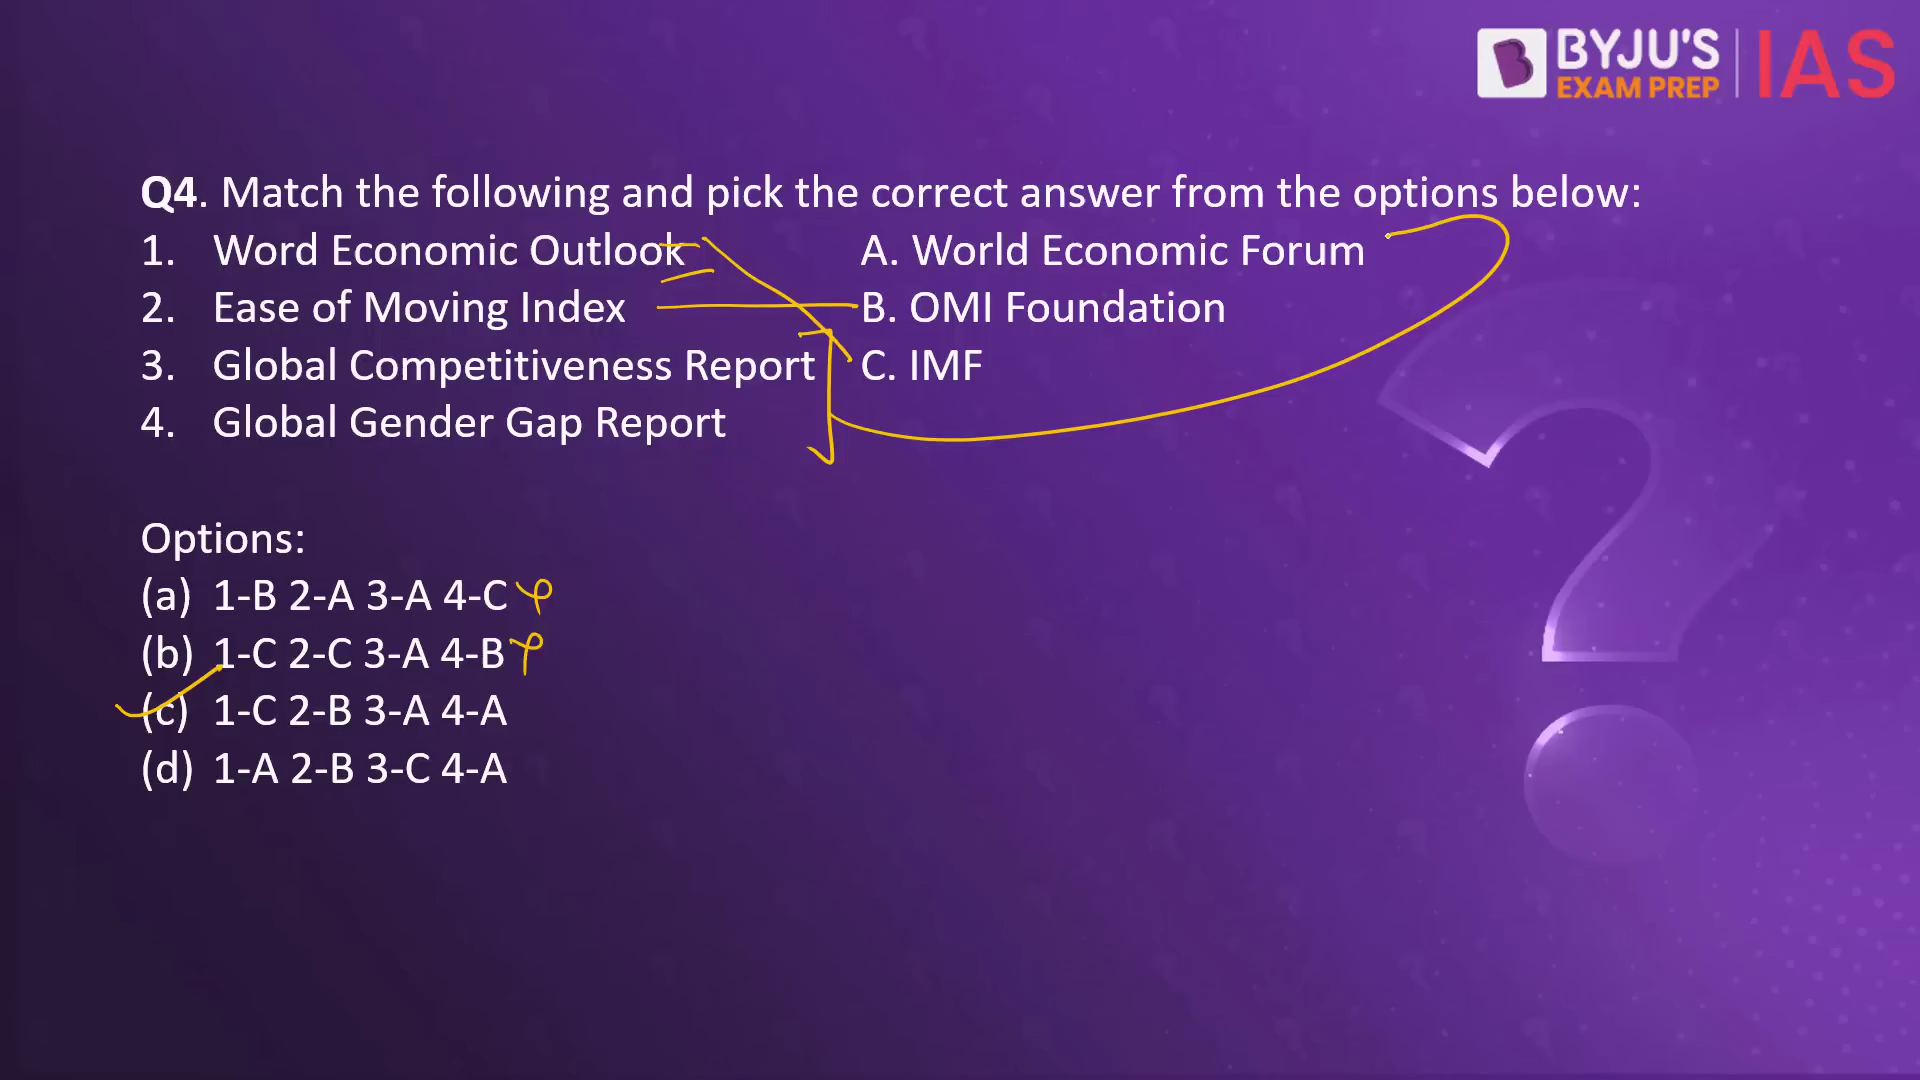 BYJU'S
EXAM PREP
IAS
Q4. Match the following and pick the correct answer from the options below:
1. Word Economic Outlook A. World Economic Forum
2. Ease of Moving Index B. OMI Foundation
3. Global Competitiveness Report C. IMF
4. Global Gender Gap Report
Options:
(a) 1-B 2-A 3-A 4-C
(b) 1-C 2-C 3-A 4-B
(c) 1-C 2-B 3-A 4-A
(d) 1-A 2-B 3-C 4-A